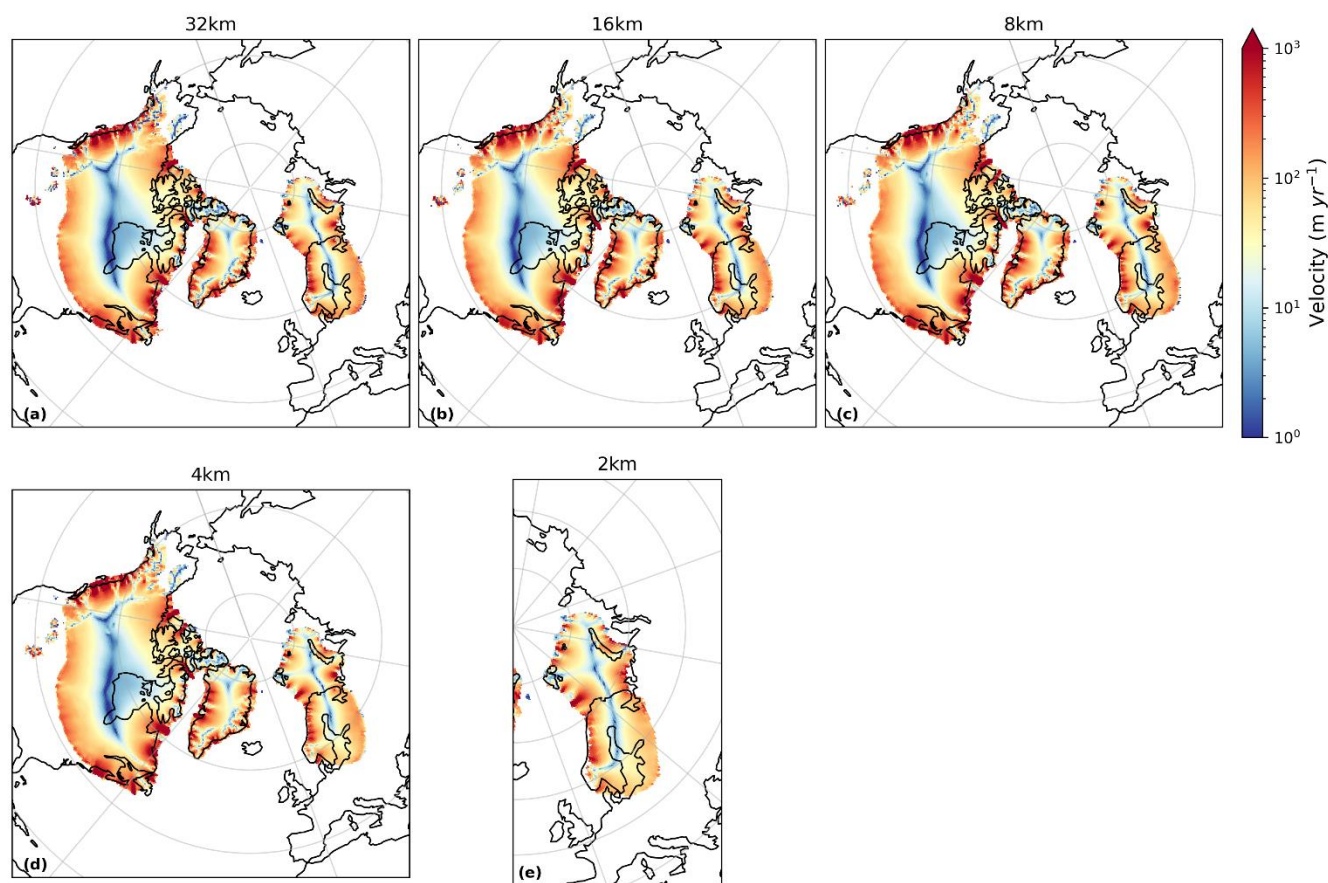 32km
16km
8km
(a)
(b)
(c)
10³
10²
10¹
10⁰
Velocity (m yr⁻¹)
4km
2km
(d)
(e)